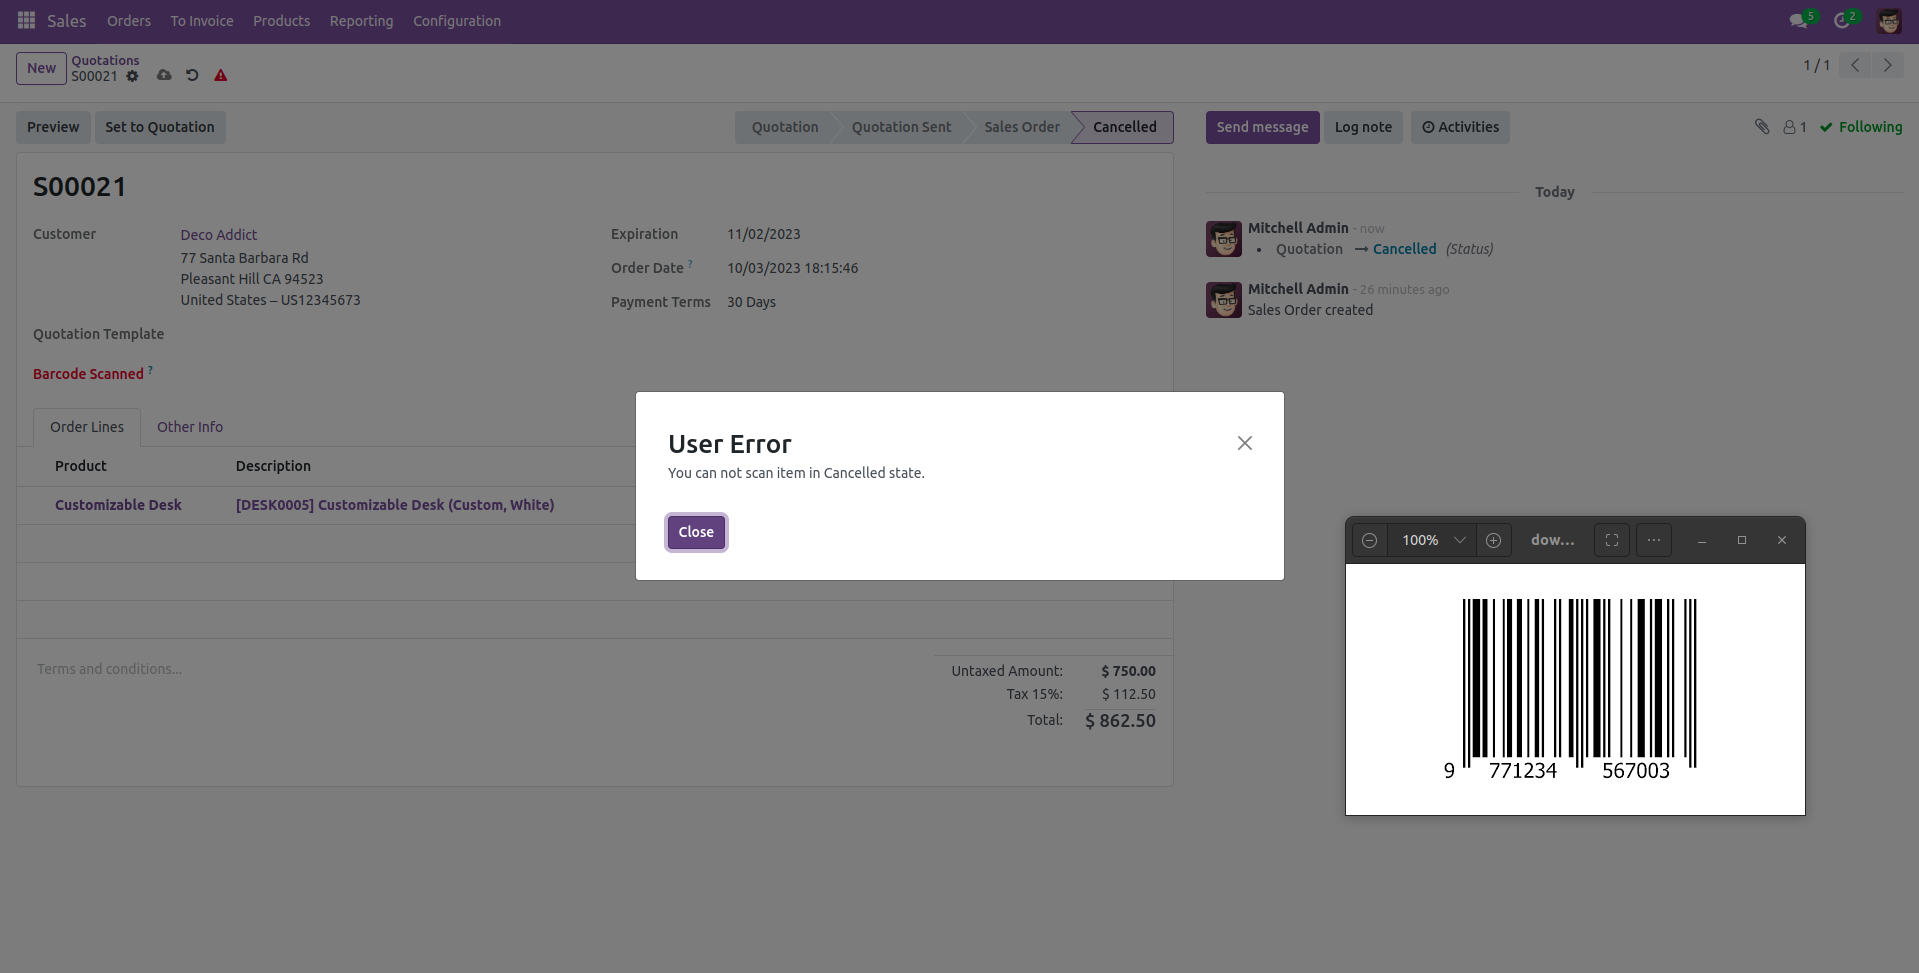 Sales Orders To Invoice Products Reporting Configuration 5 2
New Quotations
S00021
1 / 1
Preview Set to Quotation
Quotation Quotation Sent Sales Order Cancelled
Send message Log note Activities 1 Following
S00021
Customer Deco Addict
77 Santa Barbara Rd
Pleasant Hill CA 94523
United States – US12345673
Expiration 11/02/2023
Order Date ? 10/03/2023 18:15:46
Payment Terms 30 Days
Quotation Template
Barcode Scanned ?
Today
Mitchell Admin - now
• Quotation → Cancelled (Status)
Mitchell Admin - 26 minutes ago
Sales Order created
Order Lines Other Info
Product Description
Customizable Desk [DESK0005] Customizable Desk (Custom, White)
User Error
You can not scan item in Cancelled state.
Close
Terms and conditions...
Untaxed Amount: $ 750.00
Tax 15%: $ 112.50
Total: $ 862.50
100% dow...
9 771234 567003